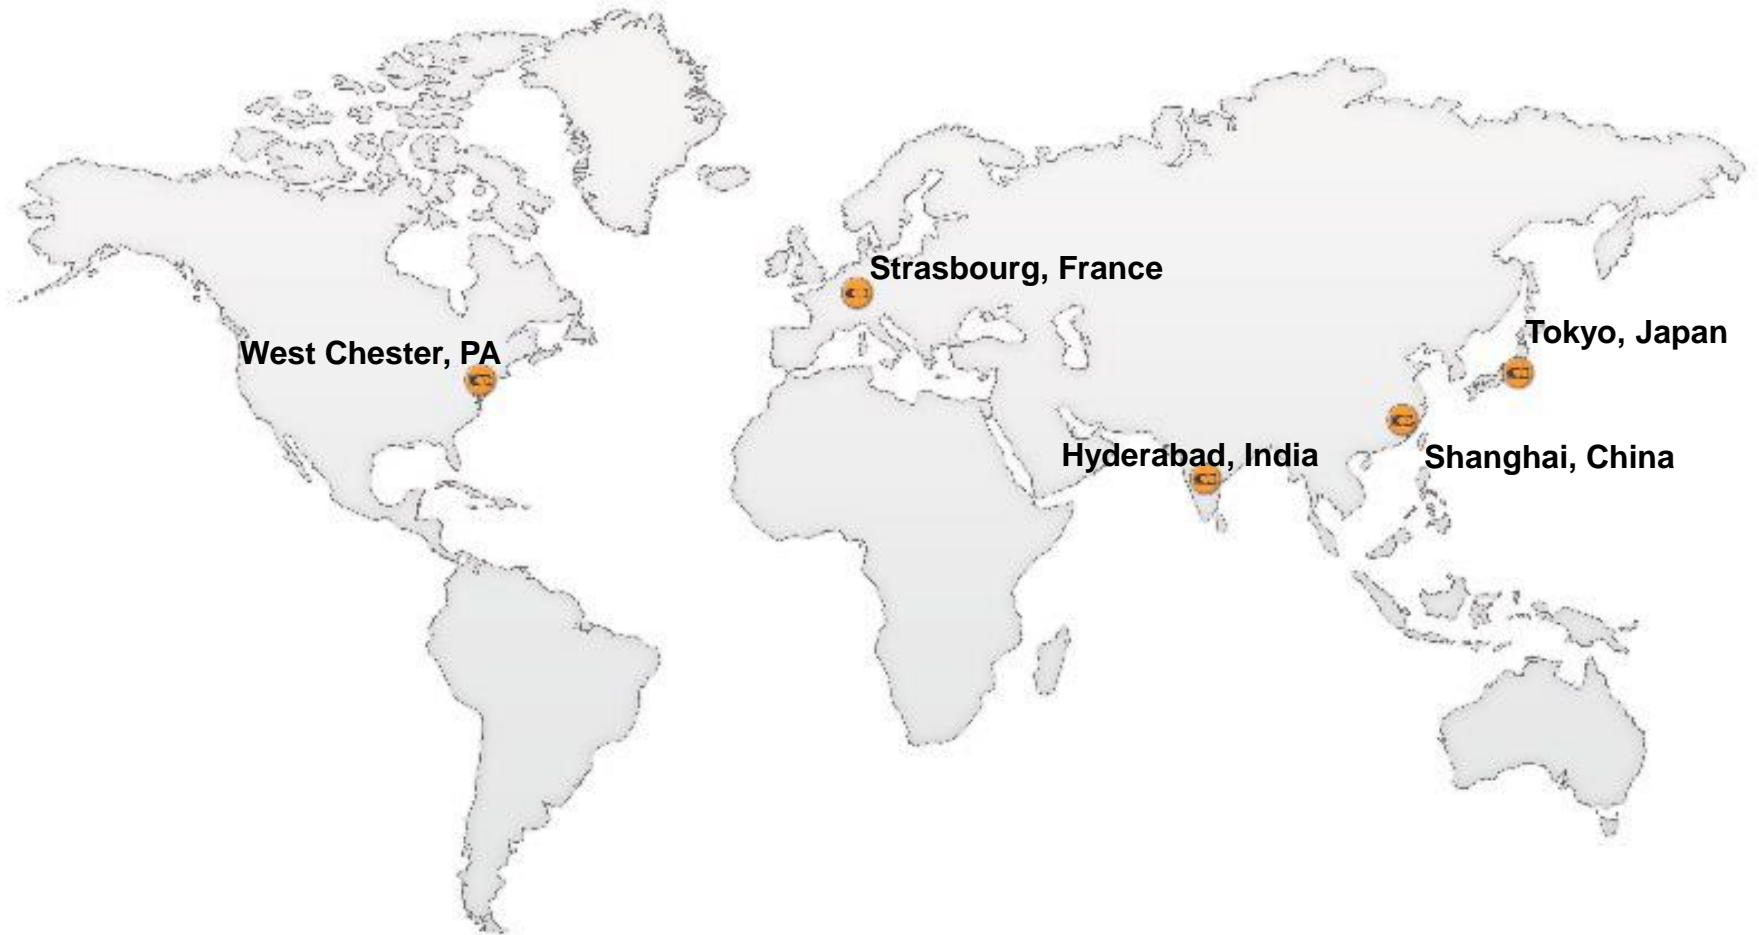 Strasbourg, France
Tokyo, Japan
West Chester, PA
Hyderabad, India
Shanghai, China